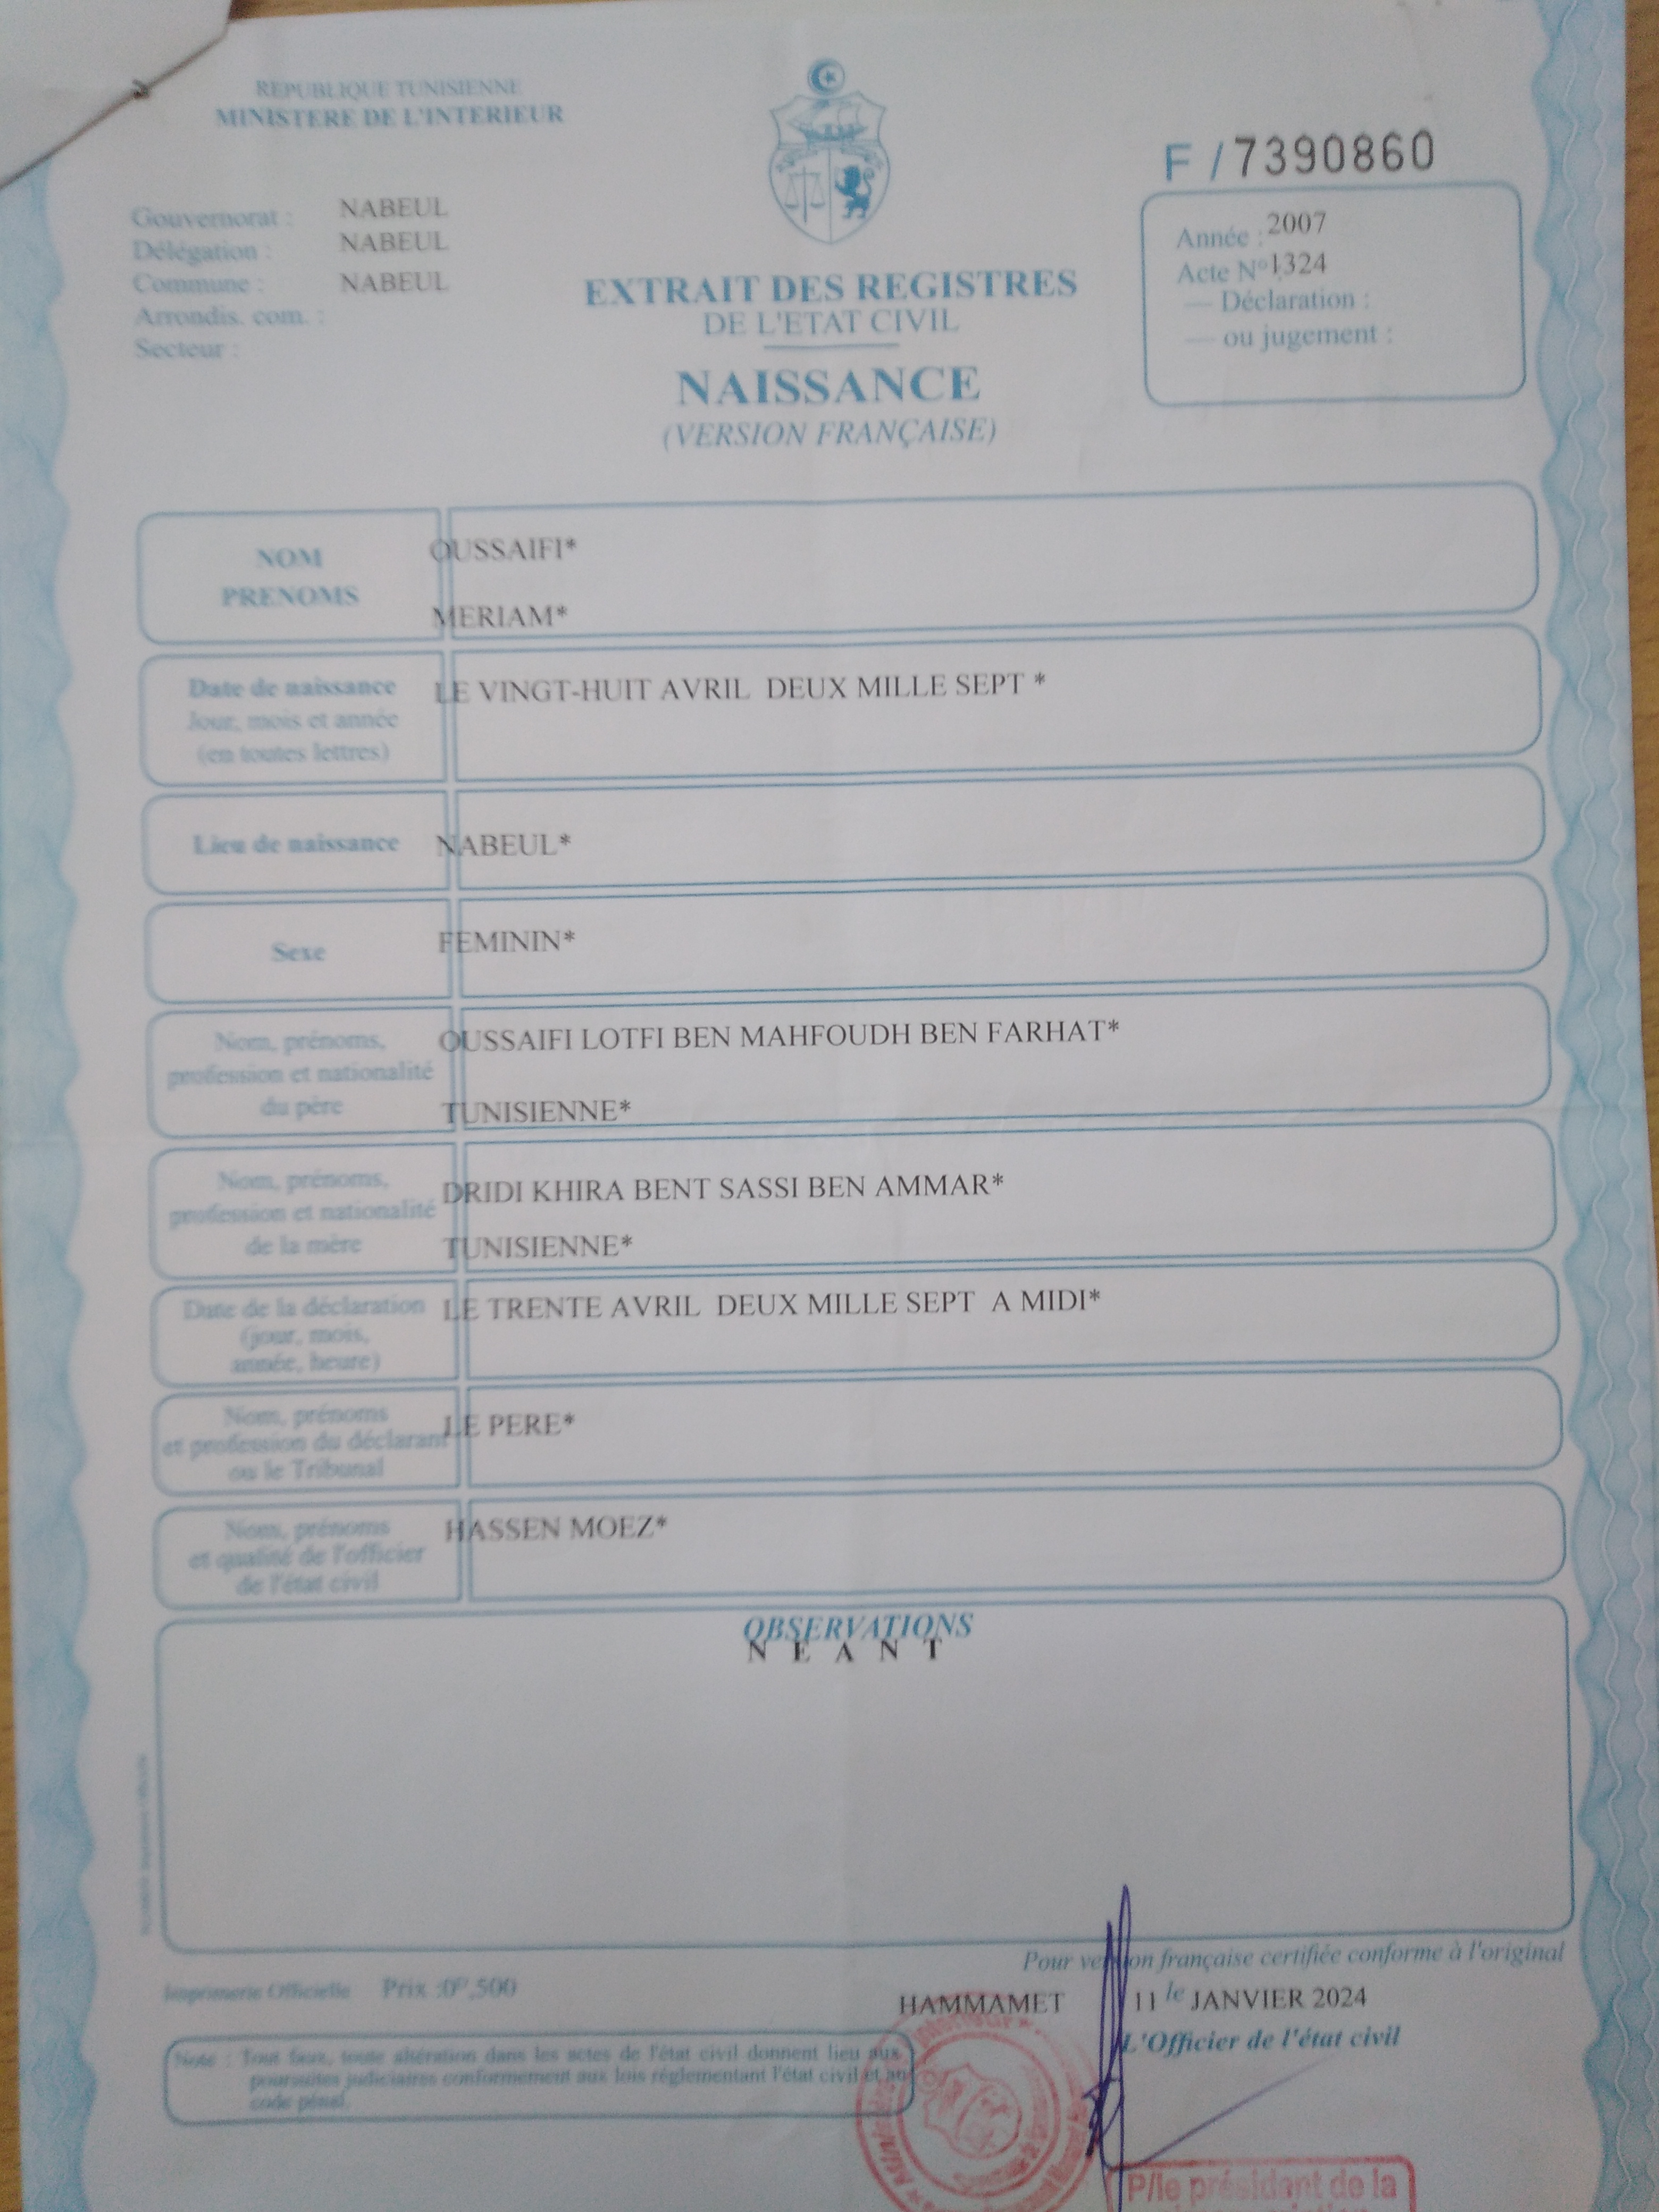 REPUBLIQUE TUNISIENNE
MINISTERE DE L'INTERIEUR
F / 7390860
Gouvernorat : NABEUL
Délégation : NABEUL
Commune : NABEUL
Arrondis. com. :
Secteur :
EXTRAIT DES REGISTRES
DE L'ETAT CIVIL
NAISSANCE
(VERSION FRANÇAISE)
Année : 2007
Acte N° 1324
— Déclaration :
— ou jugement :
NOM OUSSAIFI*
PRENOMS MERIAM*
Date de naissance LE VINGT-HUIT AVRIL DEUX MILLE SEPT *
Jour, mois et année
(en toutes lettres)
Lieu de naissance NABEUL*
Sexe FEMININ*
Nom, prénoms, OUSSAIFI LOTFI BEN MAHFOUDH BEN FARHAT*
profession et nationalité
du père TUNISIENNE*
Nom, prénoms, DRIDI KHIRA BENT SASSI BEN AMMAR*
profession et nationalité
de la mère TUNISIENNE*
Date de la déclaration LE TRENTE AVRIL DEUX MILLE SEPT A MIDI*
(jour, mois,
année, heure)
Nom, prénoms LE PERE*
et profession du déclarant
ou le Tribunal
Nom, prénoms HASSEN MOEZ*
et qualité de l'officier
de l'état civil
OBSERVATIONS
N E A N T
Pour version française certifiée conforme à l'original
Imprimerie Officielle Prix :0ᴰ,500
HAMMAMET 11 le JANVIER 2024
L'Officier de l'état civil
Note : Tout faux, toute altération dans les actes de l'état civil donnent lieu aux
poursuites judiciaires conformement aux lois réglementant l'état civil et au
code pénal.
P/le président de la